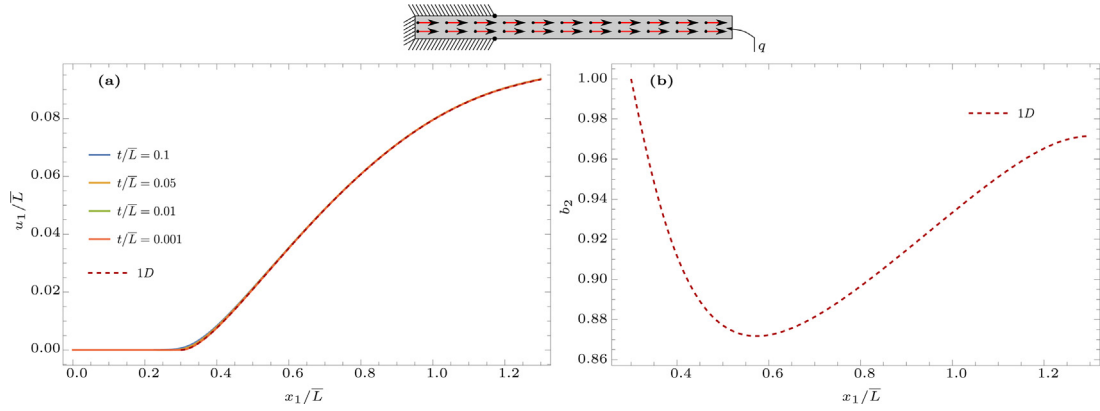 q
(a)
0.08
0.06
0.04
0.02
0.00
u₁/L̅
t/L̅ = 0.1
t/L̅ = 0.05
t/L̅ = 0.01
t/L̅ = 0.001
1D
0.0 0.2 0.4 0.6 0.8 1.0 1.2
x₁/L̅
(b)
1.00
0.98
0.96
0.94
0.92
0.90
0.88
0.86
b₂
1D
0.4 0.6 0.8 1.0 1.2
x₁/L̅